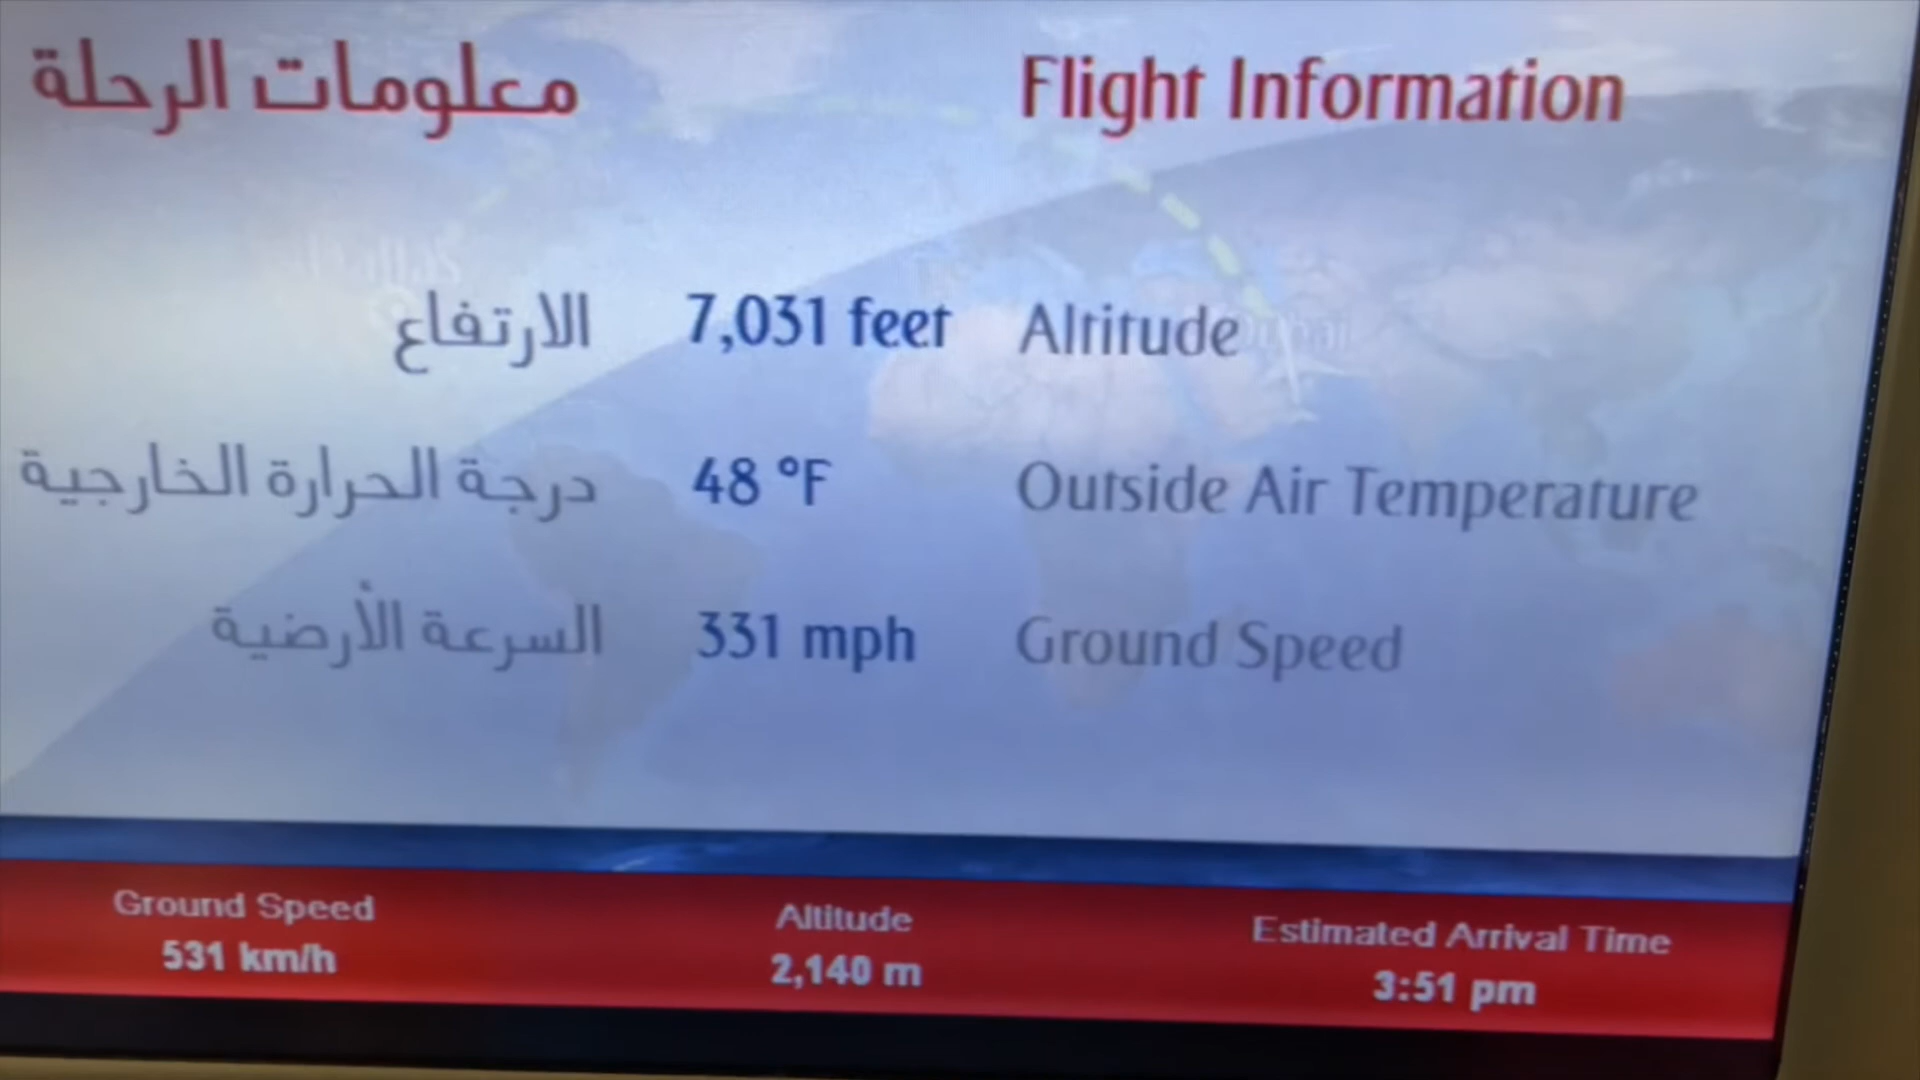 معلومات الرحلة Flight Information
الارتفاع 7,031 feet Altitude
درجة الحرارة الخارجية 48 °F Outside Air Temperature
السرعة الأرضية 331 mph Ground Speed
Ground Speed Altitude Estimated Arrival Time
531 km/h 2,140 m 3:51 pm